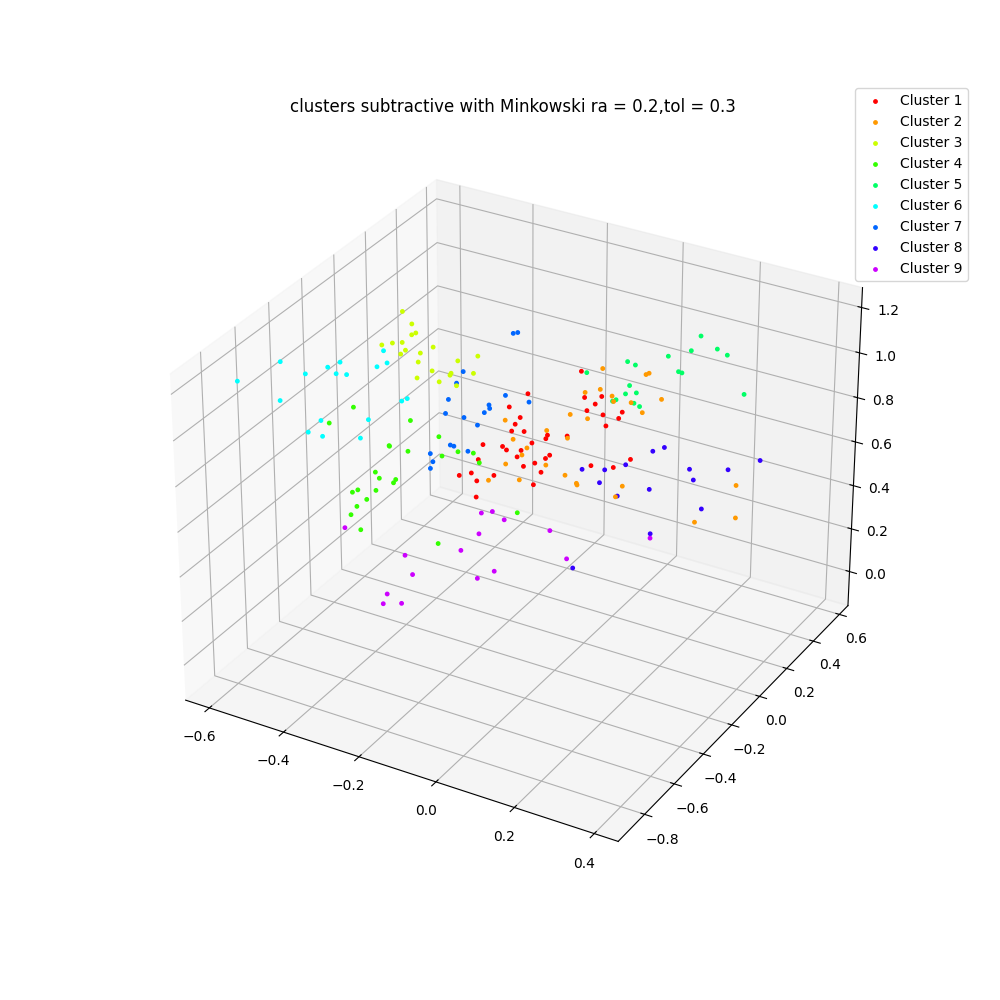 clusters subtractive with Minkowski ra = 0.2,tol = 0.3
Cluster 1
Cluster 2
Cluster 3
Cluster 4
Cluster 5
Cluster 6
Cluster 7
Cluster 8
Cluster 9
1.2
1.0
0.8
0.6
0.4
0.2
0.0
0.6
0.4
0.2
0.0
−0.2
−0.4
−0.6
−0.8
−0.6
−0.4
−0.2
0.0
0.2
0.4